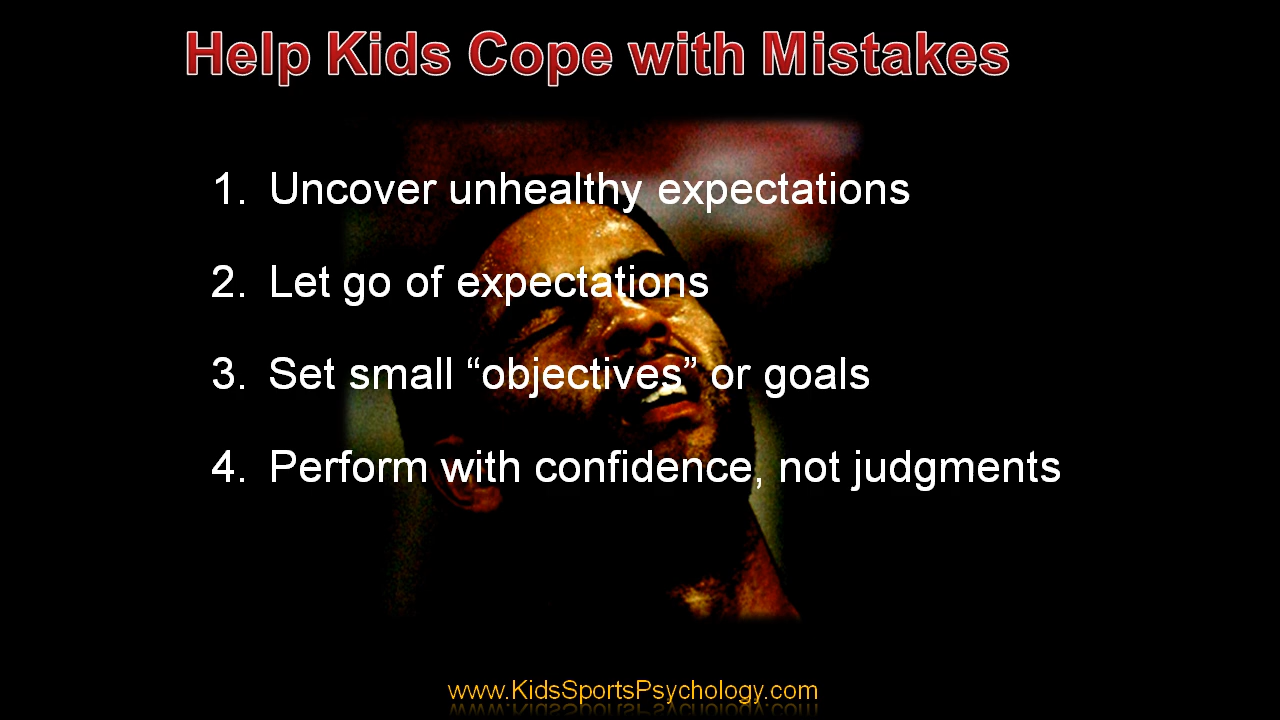 Help Kids Cope with Mistakes
1. Uncover unhealthy expectations
2. Let go of expectations
3. Set small “objectives” or goals
4. Perform with confidence, not judgments
www.KidsSportsPsychology.com